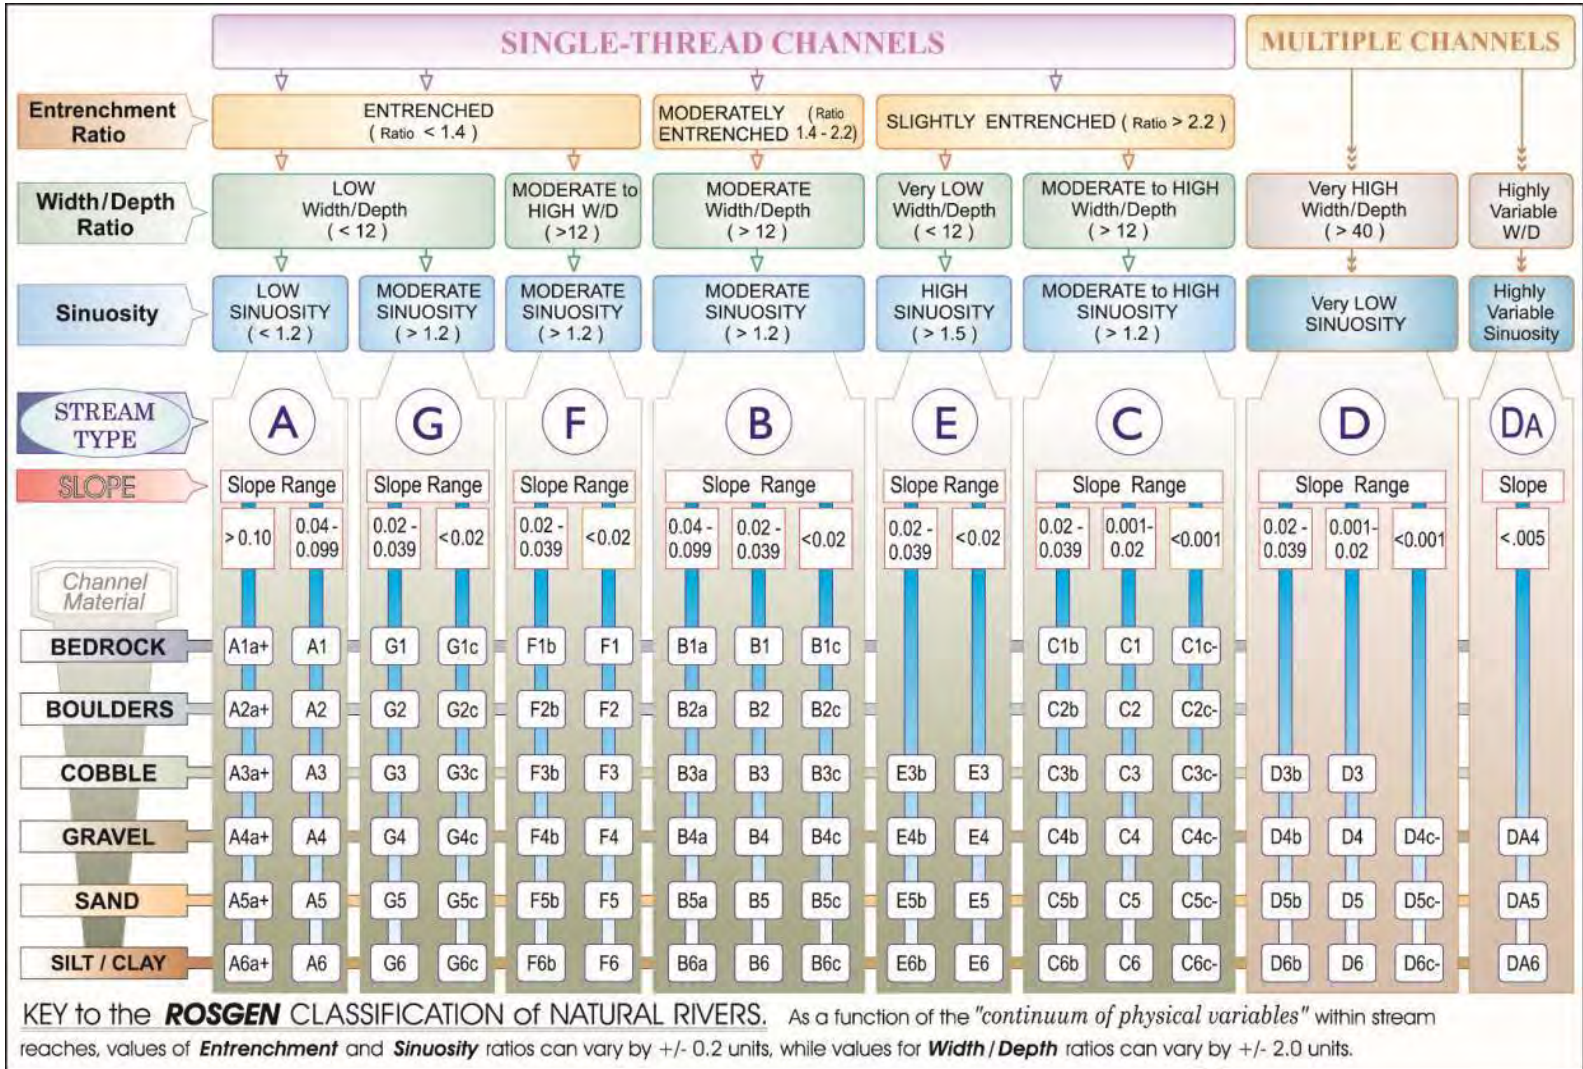 SINGLE-THREAD CHANNELS
MULTIPLE CHANNELS
Entrenchment
Ratio
ENTRENCHED
( Ratio < 1.4 )
MODERATELY ( Ratio
ENTRENCHED 1.4 - 2.2)
SLIGHTLY ENTRENCHED ( Ratio > 2.2 )
Width/Depth
Ratio
LOW
Width/Depth
( < 12 )
MODERATE to
HIGH W/D
( >12 )
MODERATE
Width/Depth
( > 12 )
Very LOW
Width/Depth
( <12 )
MODERATE to HIGH
Width/Depth
( > 12 )
Very HIGH
Width/Depth
( > 40 )
Highly
Variable
W/D
Sinuosity
LOW
SINUOSITY
( < 1.2 )
MODERATE
SINUOSITY
( > 1.2 )
MODERATE
SINUOSITY
( > 1.2 )
MODERATE
SINUOSITY
( > 1.2 )
HIGH
SINUOSITY
( > 1.5 )
MODERATE to HIGH
SINUOSITY
( > 1.2 )
Very LOW
SINUOSITY
Highly
Variable
Sinuosity
STREAM
TYPE
A G F B E C D DA
SLOPE
Slope Range Slope Range Slope Range Slope Range Slope Range Slope Range Slope Range Slope
> 0.10
0.04 -
0.099
0.02 -
0.039
<0.02
0.02 -
0.039
<0.02
0.04 -
0.099
0.02 -
0.039
<0.02
0.02 -
0.039
<0.02
0.02 -
0.039
0.001-
0.02
<0.001
0.02 -
0.039
0.001-
0.02
<0.001
<.005
Channel
Material
BEDROCK A1a+ A1 G1 G1c F1b F1 B1a B1 B1c C1b C1 C1c-
BOULDERS A2a+ A2 G2 G2c F2b F2 B2a B2 B2c C2b C2 C2c-
COBBLE A3a+ A3 G3 G3c F3b F3 B3a B3 B3c E3b E3 C3b C3 C3c- D3b D3
GRAVEL A4a+ A4 G4 G4c F4b F4 B4a B4 B4c E4b E4 C4b C4 C4c- D4b D4 D4c- DA4
SAND A5a+ A5 G5 G5c F5b F5 B5a B5 B5c E5b E5 C5b C5 C5c- D5b D5 D5c- DA5
SILT / CLAY A6a+ A6 G6 G6c F6b F6 B6a B6 B6c E6b E6 C6b C6 C6c- D6b D6 D6c- DA6
KEY to the ROSGEN CLASSIFICATION of NATURAL RIVERS. As a function of the "continuum of physical variables" within stream
reaches, values of Entrenchment and Sinuosity ratios can vary by +/- 0.2 units, while values for Width / Depth ratios can vary by +/- 2.0 units.